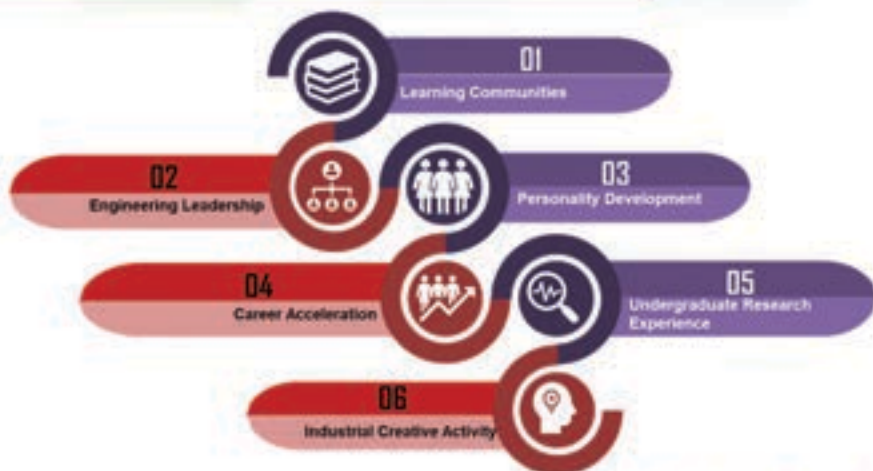 01
Learning Communities
02
Engineering Leadership
03
Personality Development
04
Career Acceleration
05
Undergraduate Research
Experience
06
Industrial Creative Activity